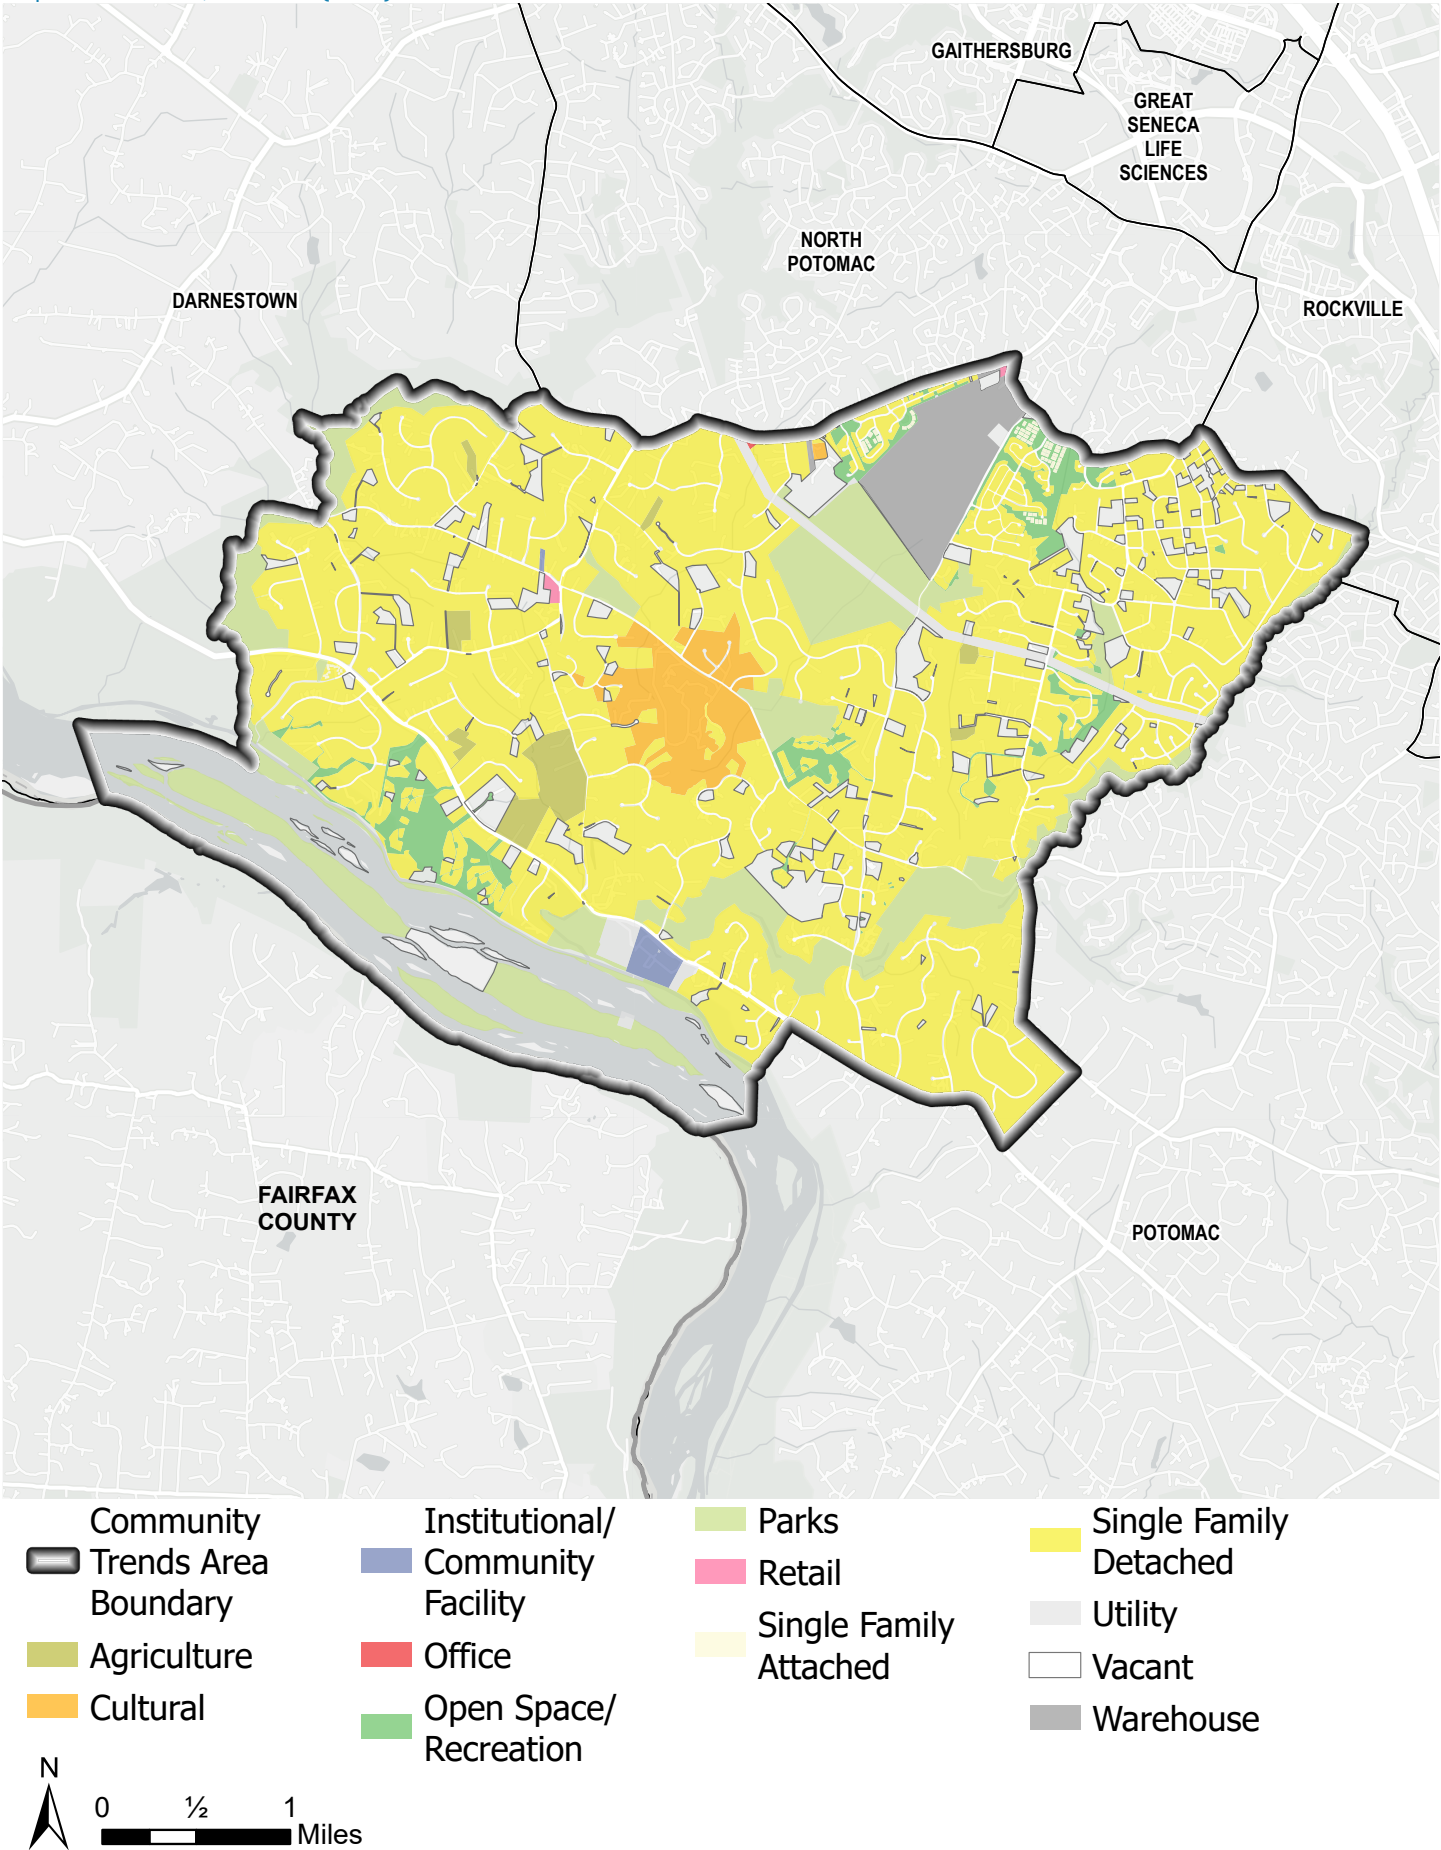 GAITHERSBURG
GREAT
SENECA
LIFE
SCIENCES
NORTH
POTOMAC
DARNESTOWN
ROCKVILLE
FAIRFAX
COUNTY
POTOMAC
Community
Trends Area
Boundary
Agriculture
Cultural
Institutional/
Community
Facility
Office
Open Space/
Recreation
Parks
Retail
Single Family
Attached
Single Family
Detached
Utility
Vacant
Warehouse
N
0 ½ 1
Miles